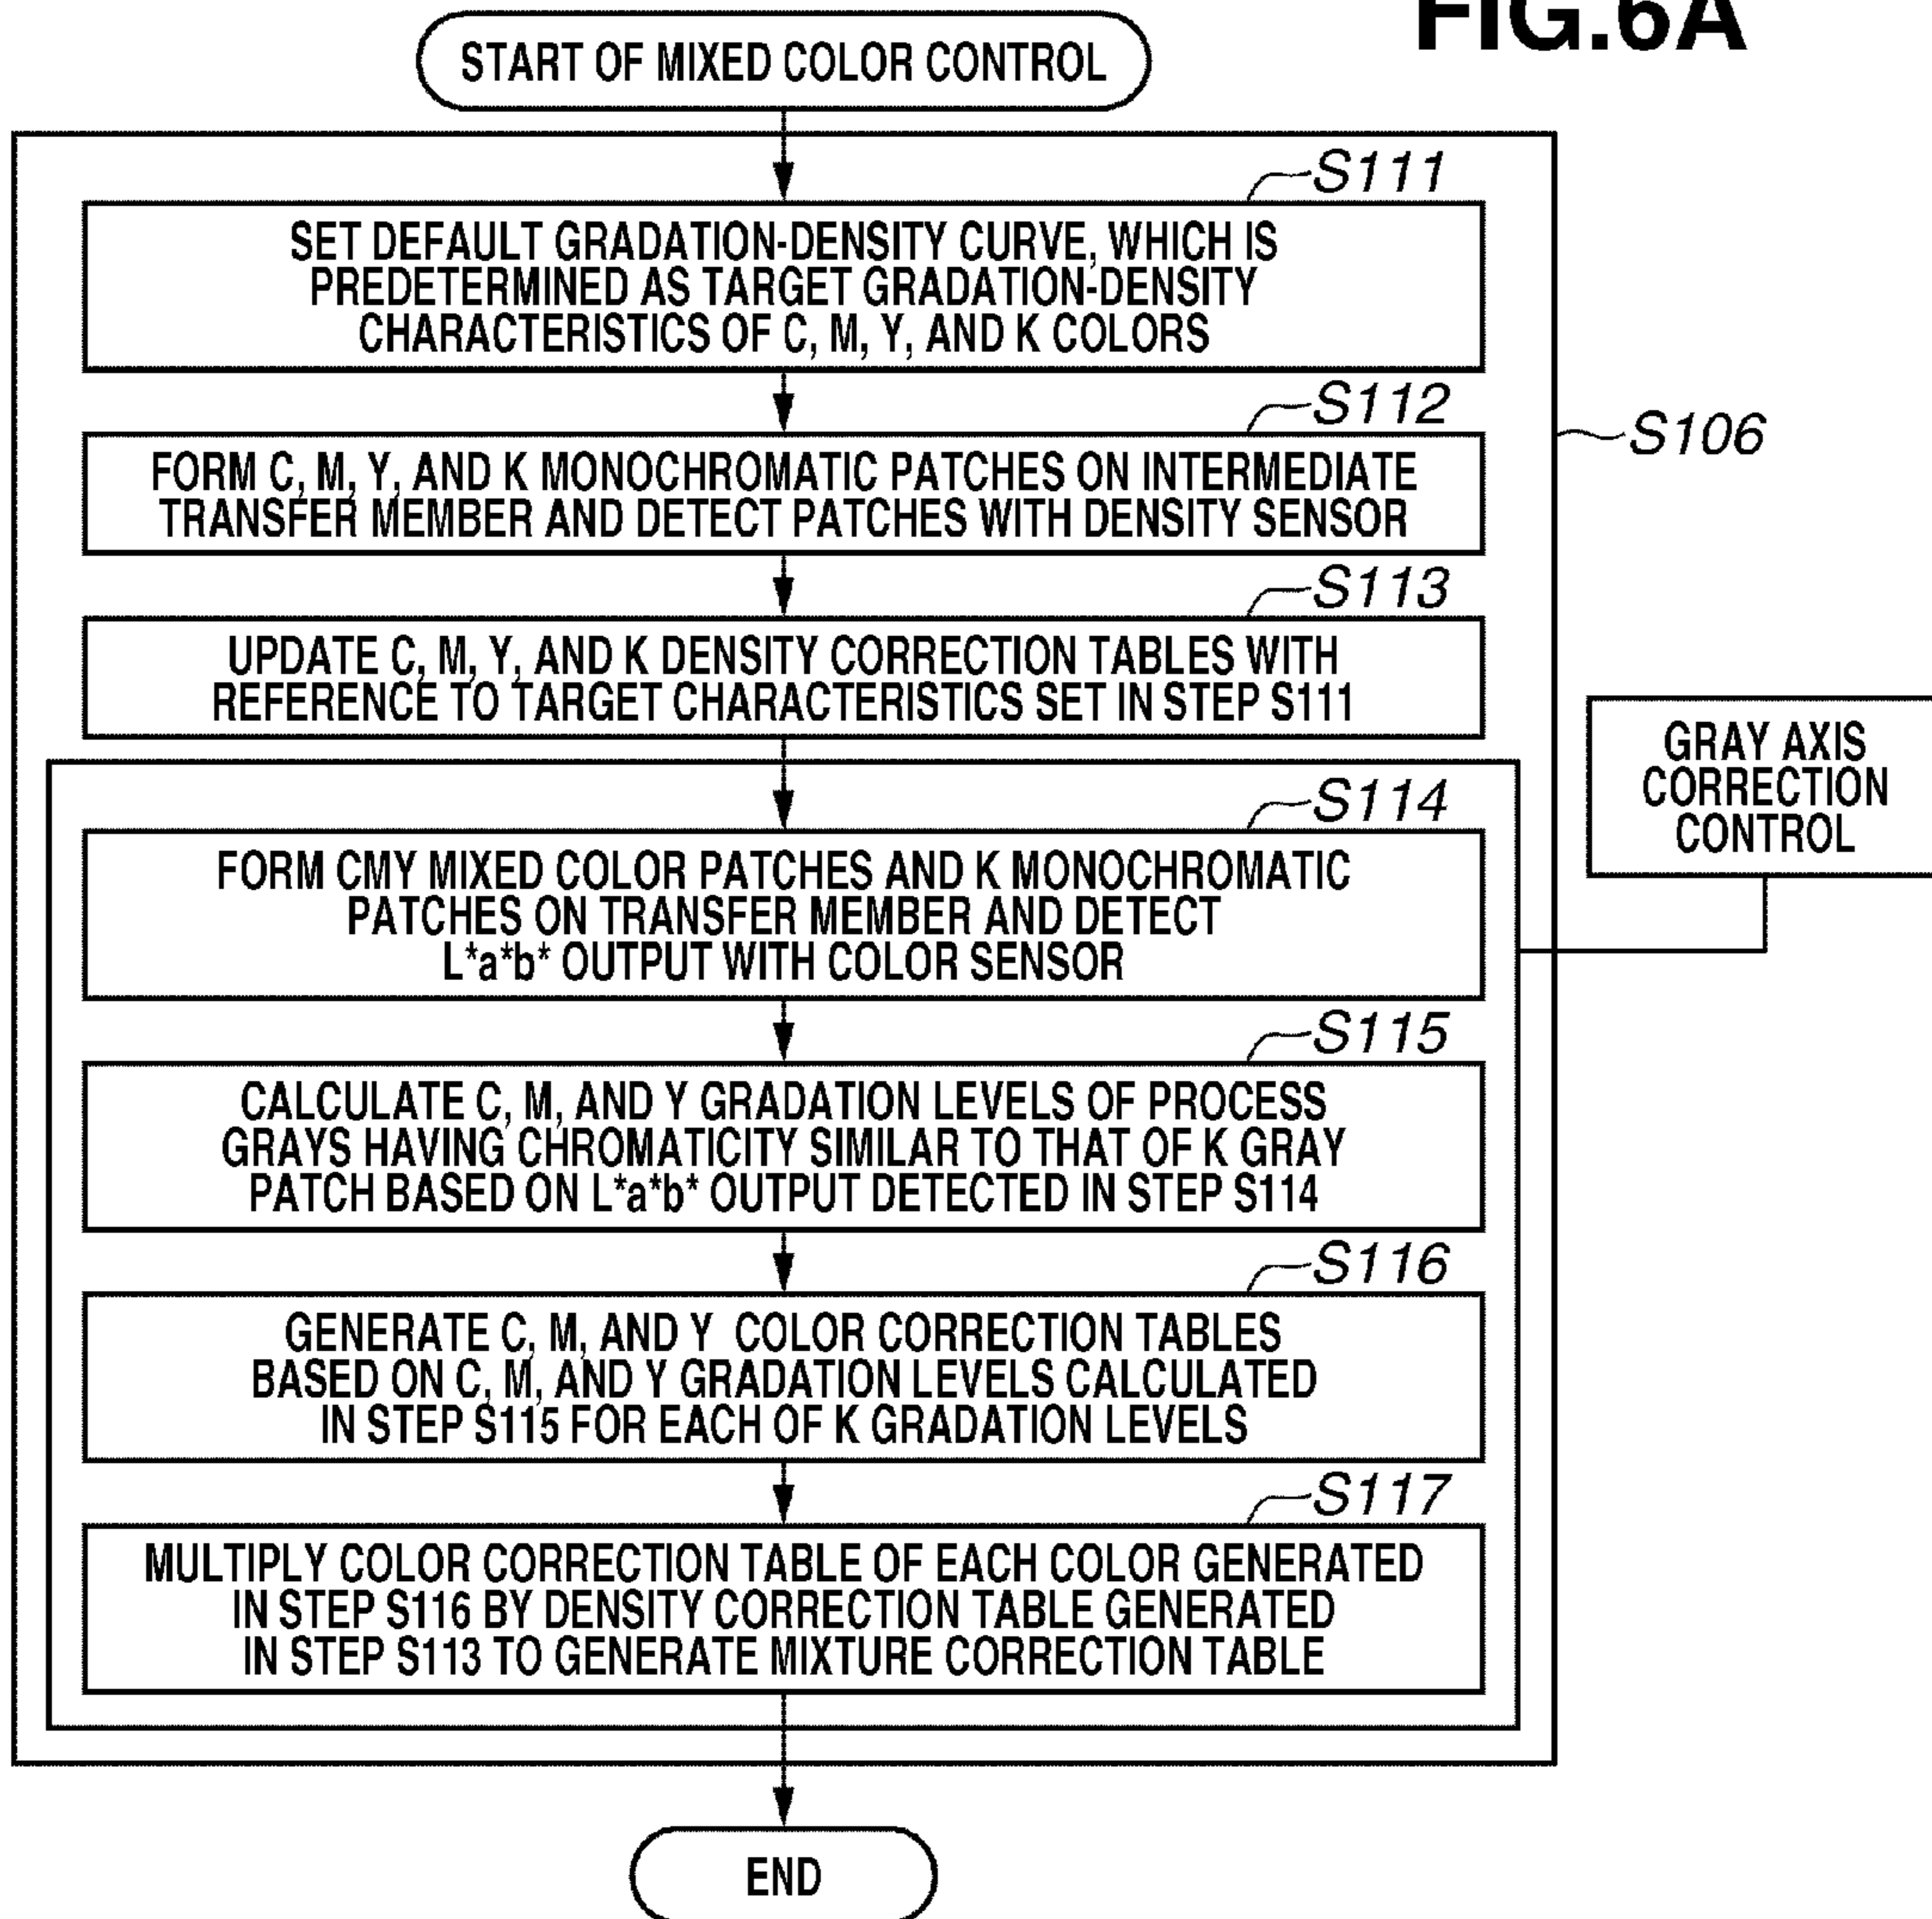 FIG.6A
START OF MIXED COLOR CONTROL
S111
SET DEFAULT GRADATION-DENSITY CURVE, WHICH IS
PREDETERMINED AS TARGET GRADATION-DENSITY
CHARACTERISTICS OF C, M, Y, AND K COLORS
S112
FORM C, M, Y, AND K MONOCHROMATIC PATCHES ON INTERMEDIATE
TRANSFER MEMBER AND DETECT PATCHES WITH DENSITY SENSOR
S106
S113
UPDATE C, M, Y, AND K DENSITY CORRECTION TABLES WITH
REFERENCE TO TARGET CHARACTERISTICS SET IN STEP S111
GRAY AXIS
CORRECTION
CONTROL
S114
FORM CMY MIXED COLOR PATCHES AND K MONOCHROMATIC
PATCHES ON TRANSFER MEMBER AND DETECT
L*a*b* OUTPUT WITH COLOR SENSOR
S115
CALCULATE C, M, AND Y GRADATION LEVELS OF PROCESS
GRAYS HAVING CHROMATICITY SIMILAR TO THAT OF K GRAY
PATCH BASED ON L*a*b* OUTPUT DETECTED IN STEP S114
S116
GENERATE C, M, AND Y COLOR CORRECTION TABLES
BASED ON C, M, AND Y GRADATION LEVELS CALCULATED
IN STEP S115 FOR EACH OF K GRADATION LEVELS
S117
MULTIPLY COLOR CORRECTION TABLE OF EACH COLOR GENERATED
IN STEP S116 BY DENSITY CORRECTION TABLE GENERATED
IN STEP S113 TO GENERATE MIXTURE CORRECTION TABLE
END